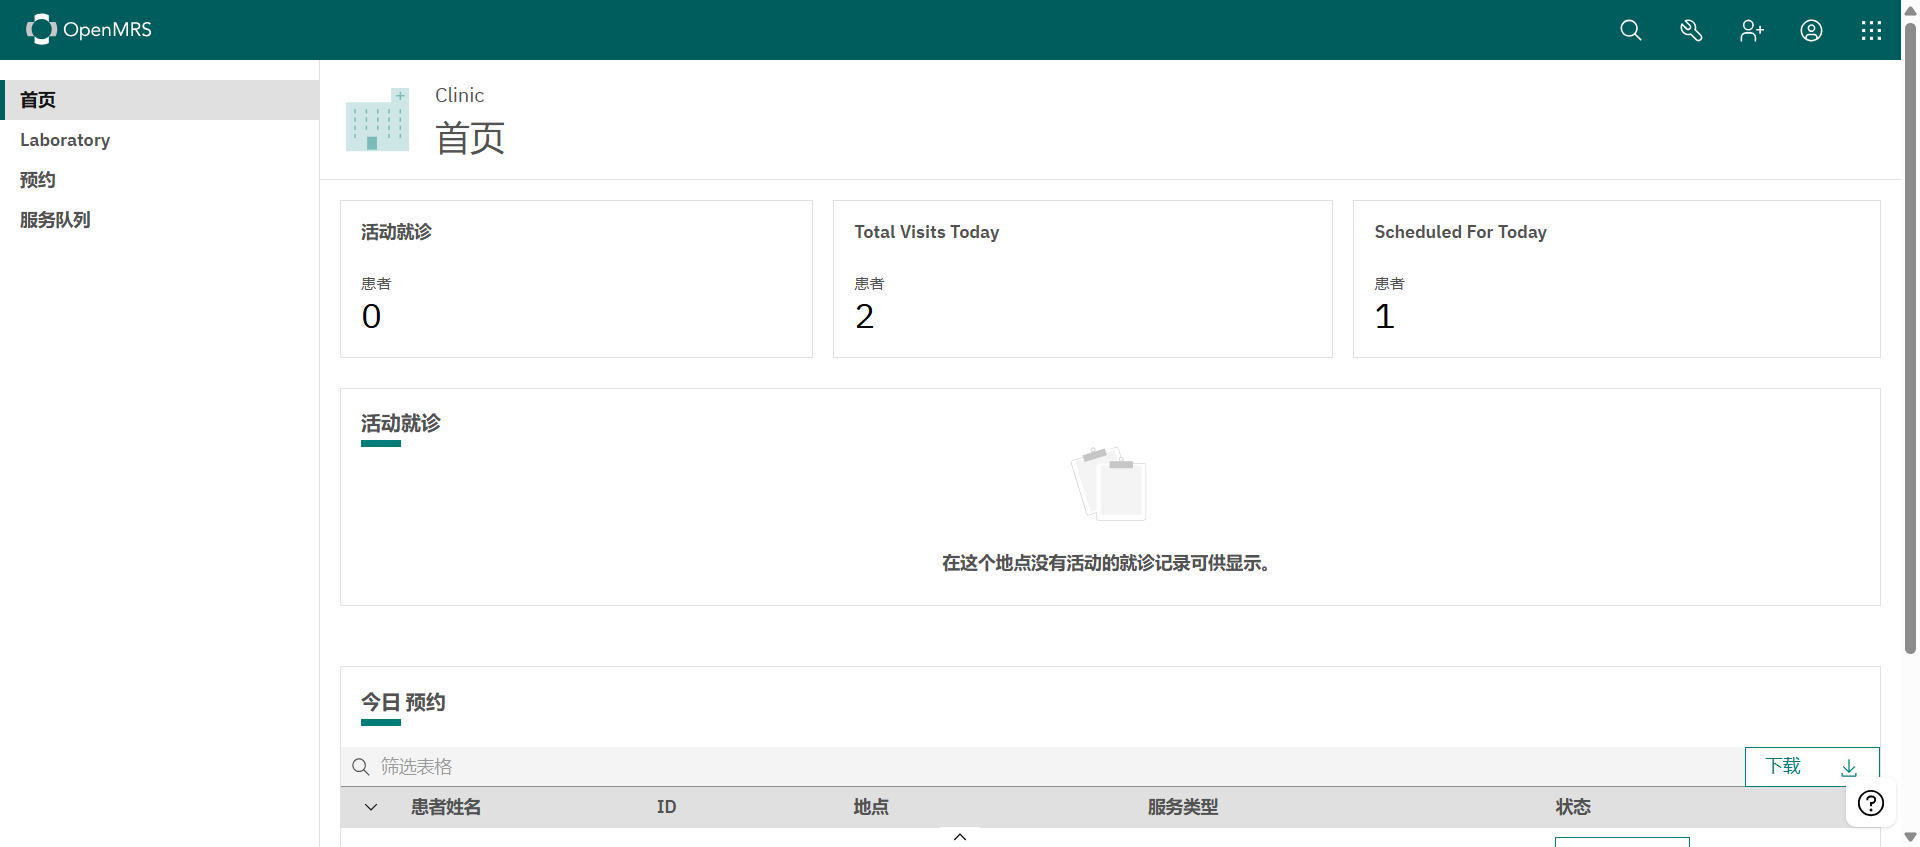 OpenMRS
首页
Laboratory
预约
服务队列
Clinic
首页
活动就诊
患者
0
Total Visits Today
患者
2
Scheduled For Today
患者
1
活动就诊
在这个地点没有活动的就诊记录可供显示。
今日 预约
筛选表格
下载
患者姓名 ID 地点 服务类型 状态